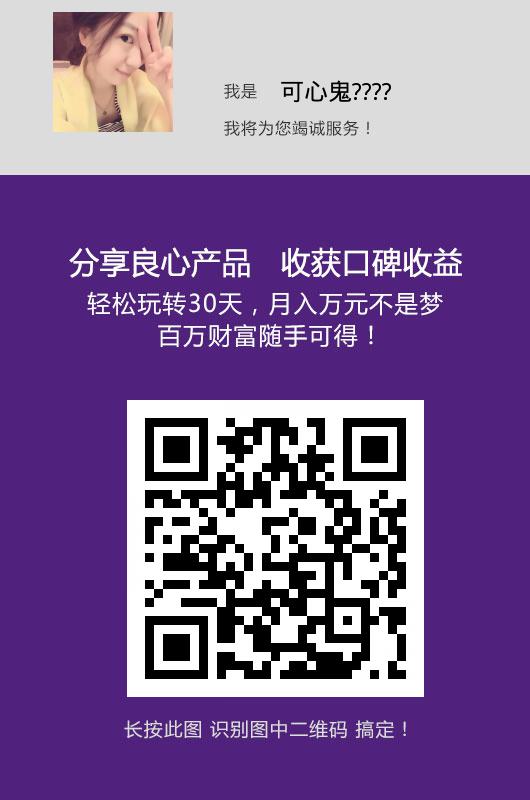 我是 可心鬼????
我将为您竭诚服务！
分享良心产品 收获口碑收益
轻松玩转30天，月入万元不是梦
百万财富随手可得！
长按此图 识别图中二维码 搞定！